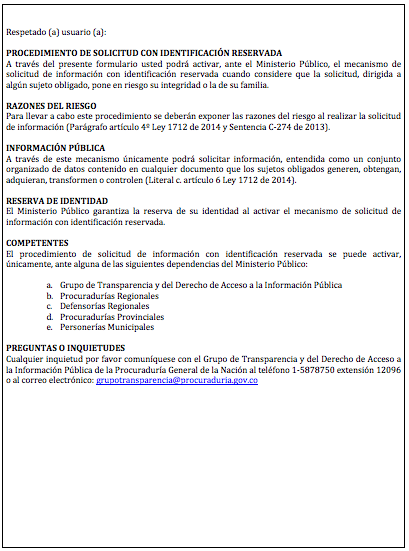 Respetado (a) usuario (a):
PROCEDIMIENTO DE SOLICITUD CON IDENTIFICACIÓN RESERVADA
A través del presente formulario usted podrá activar, ante el Ministerio Público, el mecanismo de
solicitud de información con identificación reservada cuando considere que la solicitud, dirigida a
algún sujeto obligado, pone en riesgo su integridad o la de su familia.
RAZONES DEL RIESGO
Para llevar a cabo este procedimiento se deberán exponer las razones del riesgo al realizar la solicitud
de información (Parágrafo artículo 4º Ley 1712 de 2014 y Sentencia C-274 de 2013).
INFORMACIÓN PÚBLICA
A través de este mecanismo únicamente podrá solicitar información, entendida como un conjunto
organizado de datos contenido en cualquier documento que los sujetos obligados generen, obtengan,
adquieran, transformen o controlen (Literal c. artículo 6 Ley 1712 de 2014).
RESERVA DE IDENTIDAD
El Ministerio Público garantiza la reserva de su identidad al activar el mecanismo de solicitud de
información con identificación reservada.
COMPETENTES
El procedimiento de solicitud de información con identificación reservada se puede activar,
únicamente, ante alguna de las siguientes dependencias del Ministerio Público:
a. Grupo de Transparencia y del Derecho de Acceso a la Información Pública
b. Procuradurías Regionales
c. Defensorías Regionales
d. Procuradurías Provinciales
e. Personerías Municipales
PREGUNTAS O INQUIETUDES
Cualquier inquietud por favor comuníquese con el Grupo de Transparencia y del Derecho de Acceso a
la Información Pública de la Procuraduría General de la Nación al teléfono 1-5878750 extensión 12096
o al correo electrónico: grupotransparencia@procuraduria.gov.co